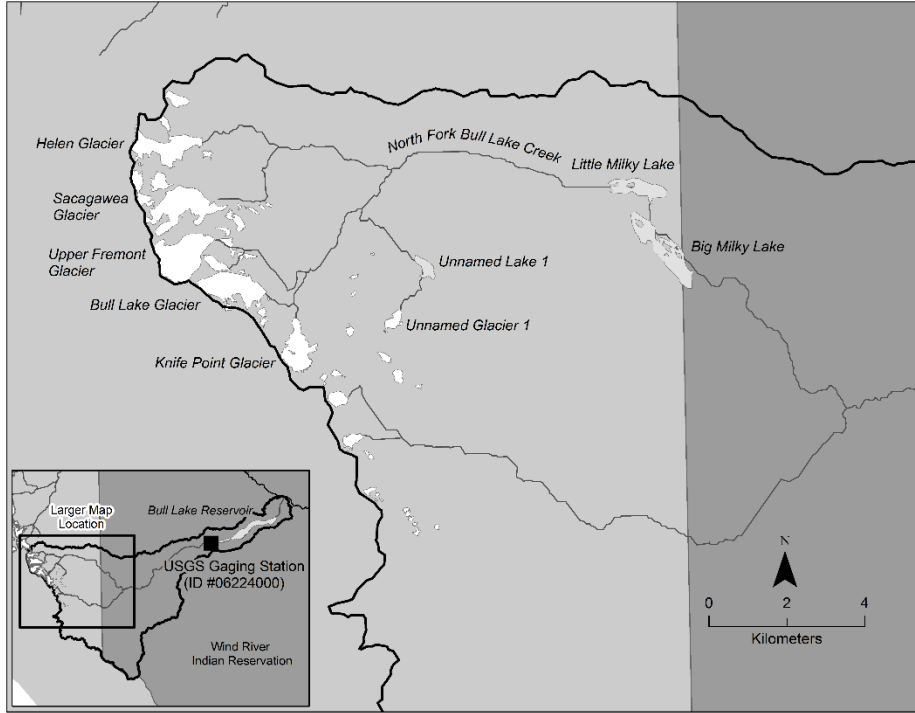 Helen Glacier
North Fork Bull Lake Creek
Little Milky Lake
Sacagawea
Glacier
Upper Fremont
Glacier
Big Milky Lake
Unnamed Lake 1
Bull Lake Glacier
Unnamed Glacier 1
Knife Point Glacier
Larger Map
Location
Bull Lake Reservoir
USGS Gaging Station
(ID #06224000)
Wind River
Indian Reservation
N
0 2 4
Kilometers